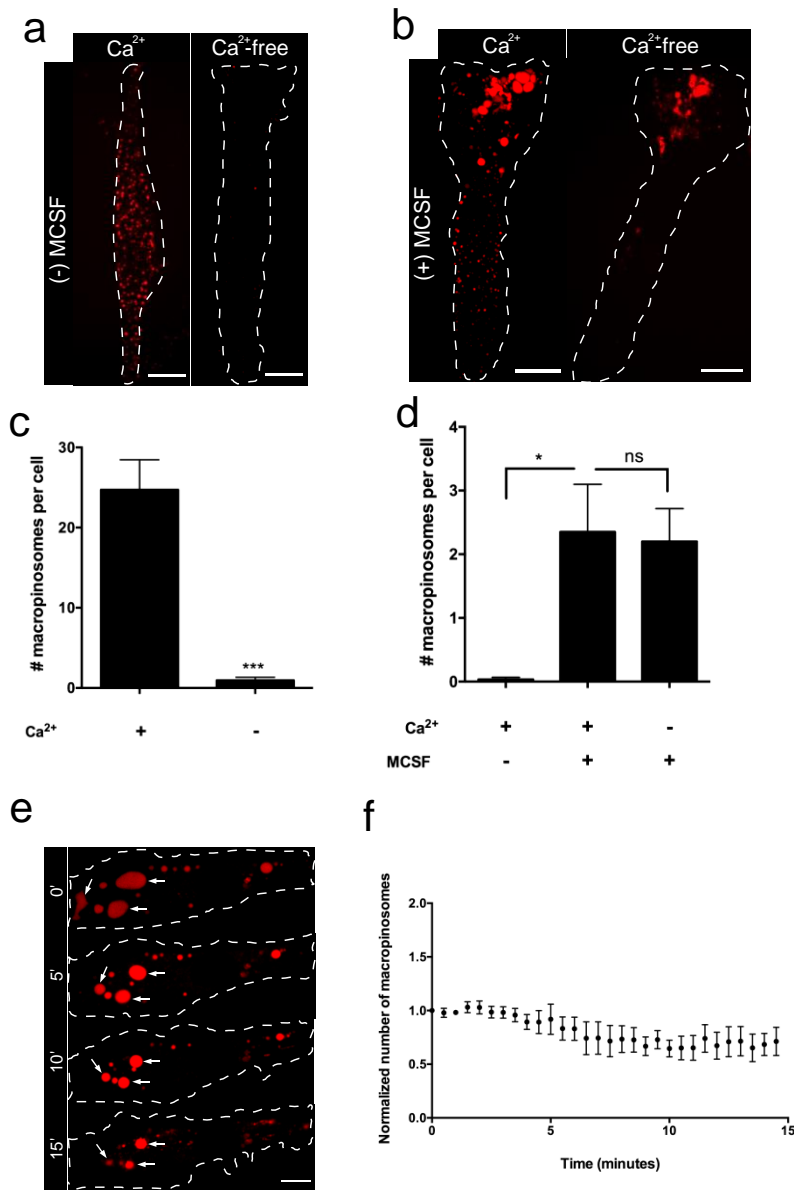 a
Ca²⁺
Ca²⁺-free
(-) MCSF
b
Ca²⁺
Ca²⁺-free
(+) MCSF
c
# macropinosomes per cell
30
20
10
0
***
Ca²⁺
+
-
d
# macropinosomes per cell
4
3
2
1
0
*
ns
Ca²⁺
+
+
-
MCSF
-
+
+
e
0'
5'
10'
15'
f
Normalized number of macropinosomes
2.0
1.5
1.0
0.5
0.0
0
5
10
15
Time (minutes)